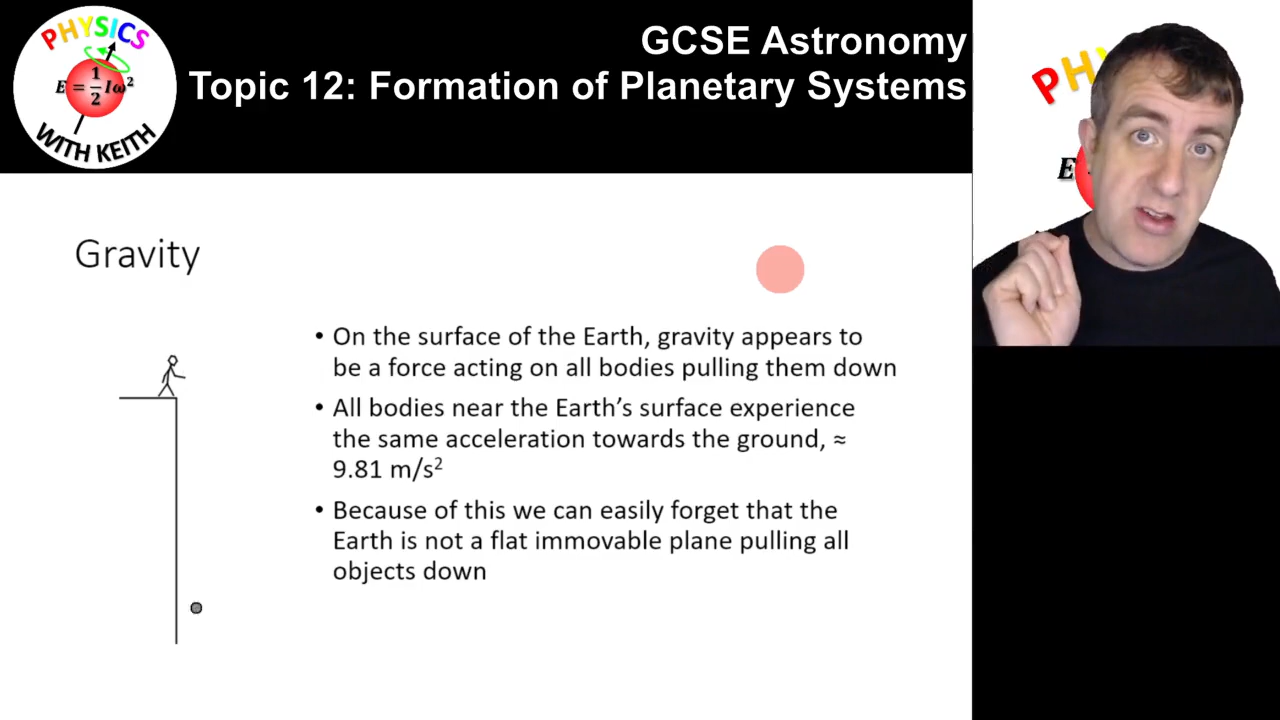 PHYSICS
E = 1/2 Iω²
WITH KEITH
GCSE Astronomy
Topic 12: Formation of Planetary Systems
PHY
E
Gravity
• On the surface of the Earth, gravity appears to
be a force acting on all bodies pulling them down
• All bodies near the Earth's surface experience
the same acceleration towards the ground, ≈
9.81 m/s²
• Because of this we can easily forget that the
Earth is not a flat immovable plane pulling all
objects down